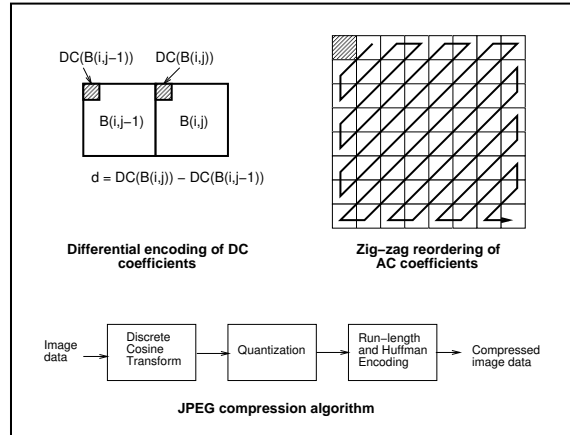 DC(B(i,j−1)) DC(B(i,j))
B(i,j−1) B(i,j)
d = DC(B(i,j)) − DC(B(i,j−1))
Differential encoding of DC
coefficients
Zig−zag reordering of
AC coefficients
Image
data
Discrete
Cosine
Transform
Quantization
Run−length
and Huffman
Encoding
Compressed
image data
JPEG compression algorithm